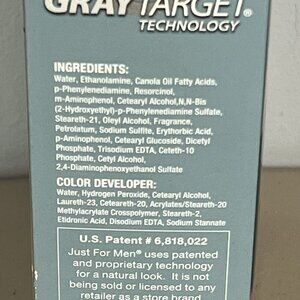 GRAYTARGET®
TECHNOLOGY
INGREDIENTS:
Water, Ethanolamine, Canola Oil Fatty Acids,
p-Phenylenediamine, Resorcinol,
m-Aminophenol, Cetearyl Alcohol,N,N-Bis
(2-Hydroxyethyl)-p-Phenylenediamine Sulfate,
Steareth-21, Oleyl Alcohol, Fragrance,
Petrolatum, Sodium Sulfite, Erythorbic Acid,
p-Aminophenol, Cetearyl Glucoside, Dicetyl
Phosphate, Trisodium EDTA, Ceteth-10
Phosphate, Cetyl Alcohol,
2,4-Diaminophenoxyethanol Sulfate
COLOR DEVELOPER:
Water, Hydrogen Peroxide, Cetearyl Alcohol,
Laureth-23, Ceteareth-20, Acrylates/Steareth-20
Methacrylate Crosspolymer, Steareth-2,
Etidronic Acid, Disodium EDTA, Sodium Stannate
U.S. Patent # 6,818,022
Just For Men® uses patented
and proprietary technology
for a natural look. It is not
being sold or licensed to any
retailer as a store brand